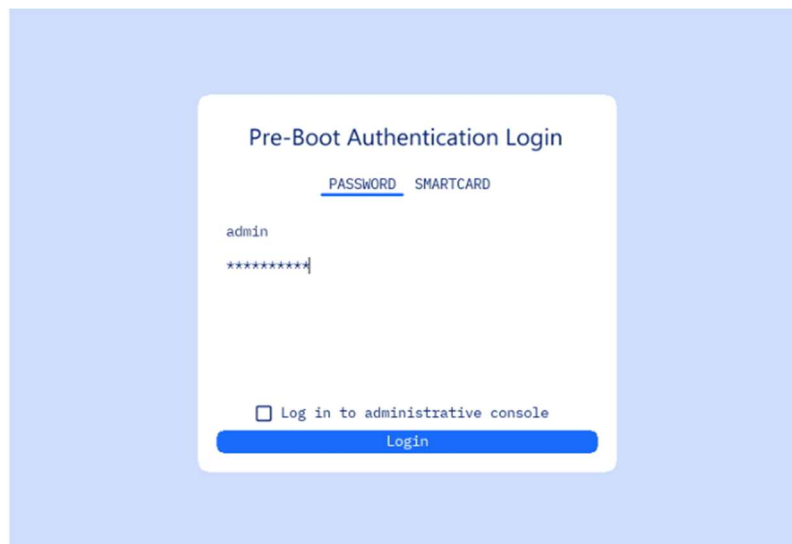 Pre-Boot Authentication Login
PASSWORD SMARTCARD
admin
**********
Log in to administrative console
Login